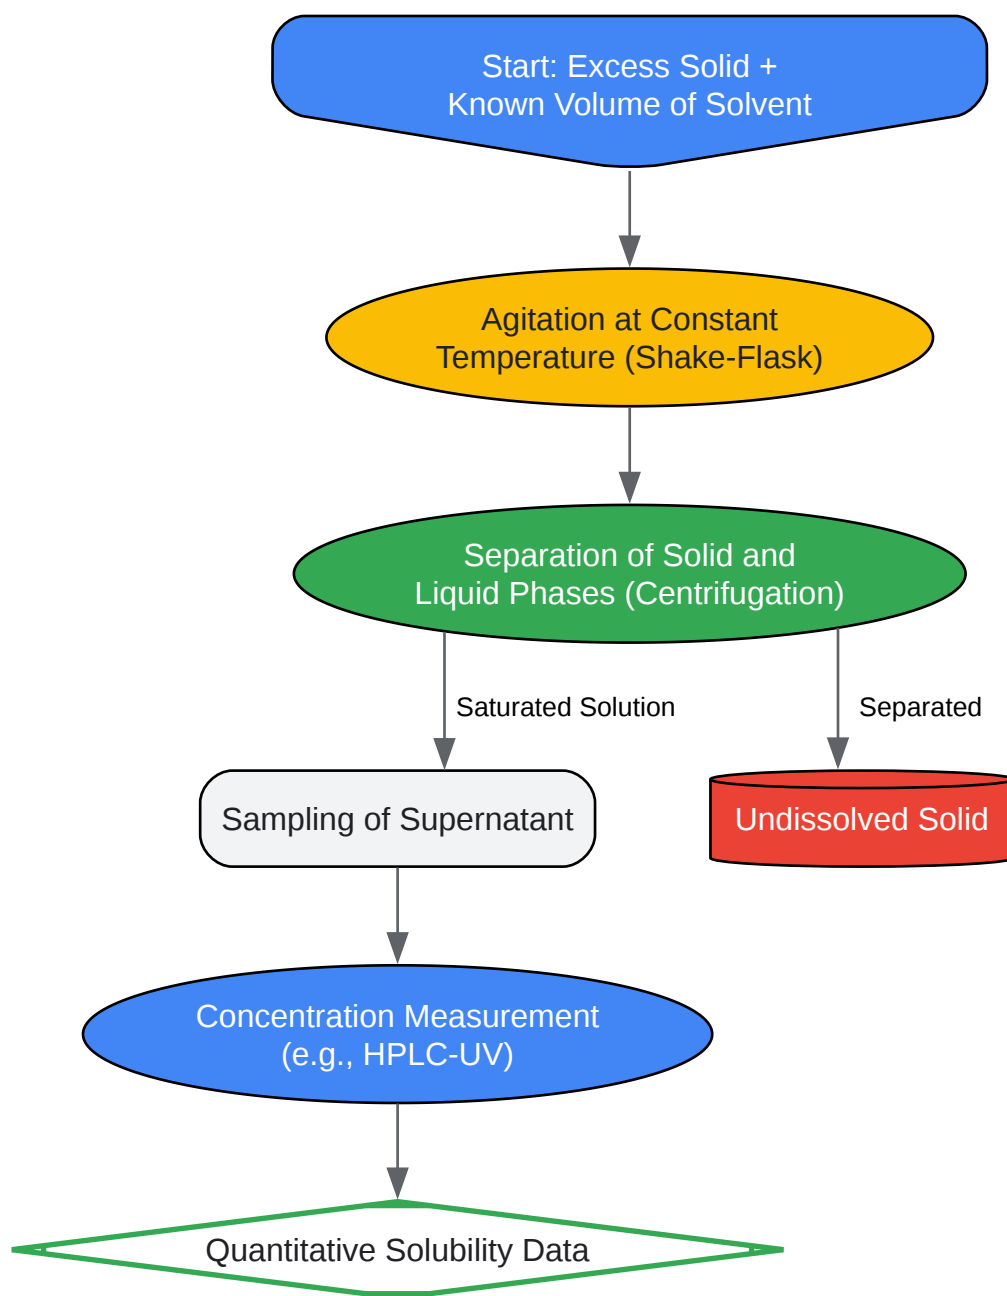 Start: Excess Solid +
Known Volume of Solvent
Agitation at Constant
Temperature (Shake-Flask)
Separation of Solid and
Liquid Phases (Centrifugation)
Saturated Solution
Separated
Sampling of Supernatant
Undissolved Solid
Concentration Measurement
(e.g., HPLC-UV)
Quantitative Solubility Data